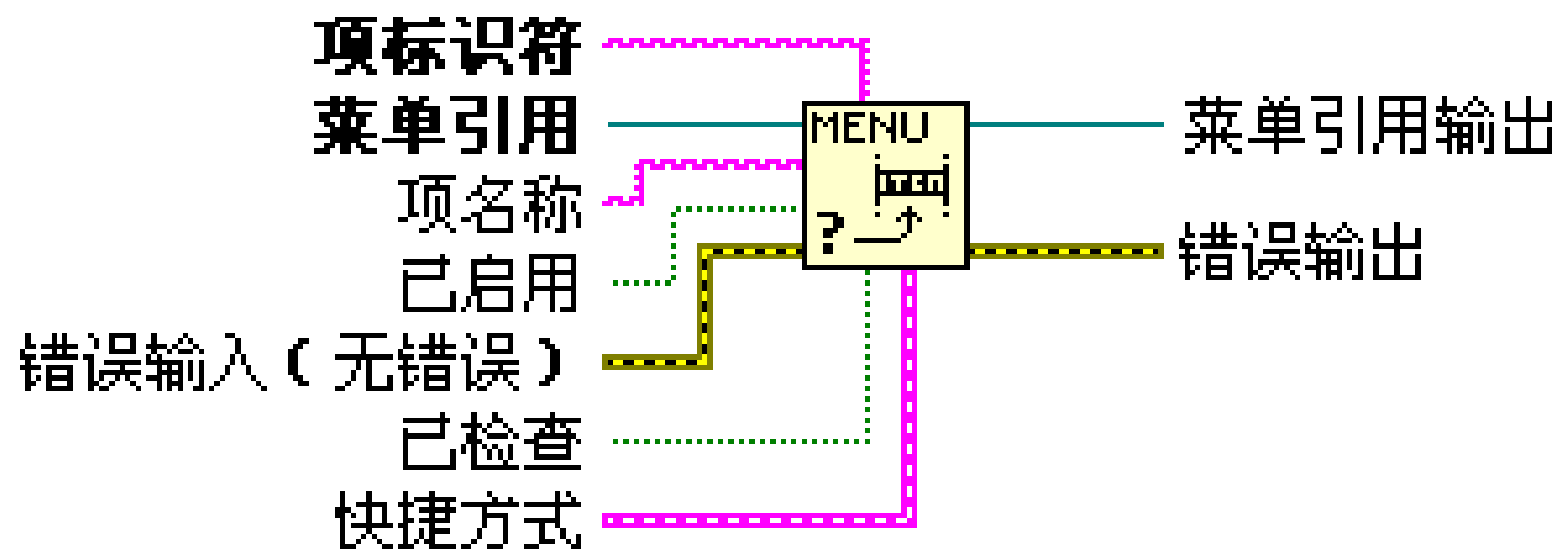 项标识符
菜单引用
项名称
已启用
错误输入(无错误)
已检查
快捷方式
MENU
ITEM
?
菜单引用输出
错误输出